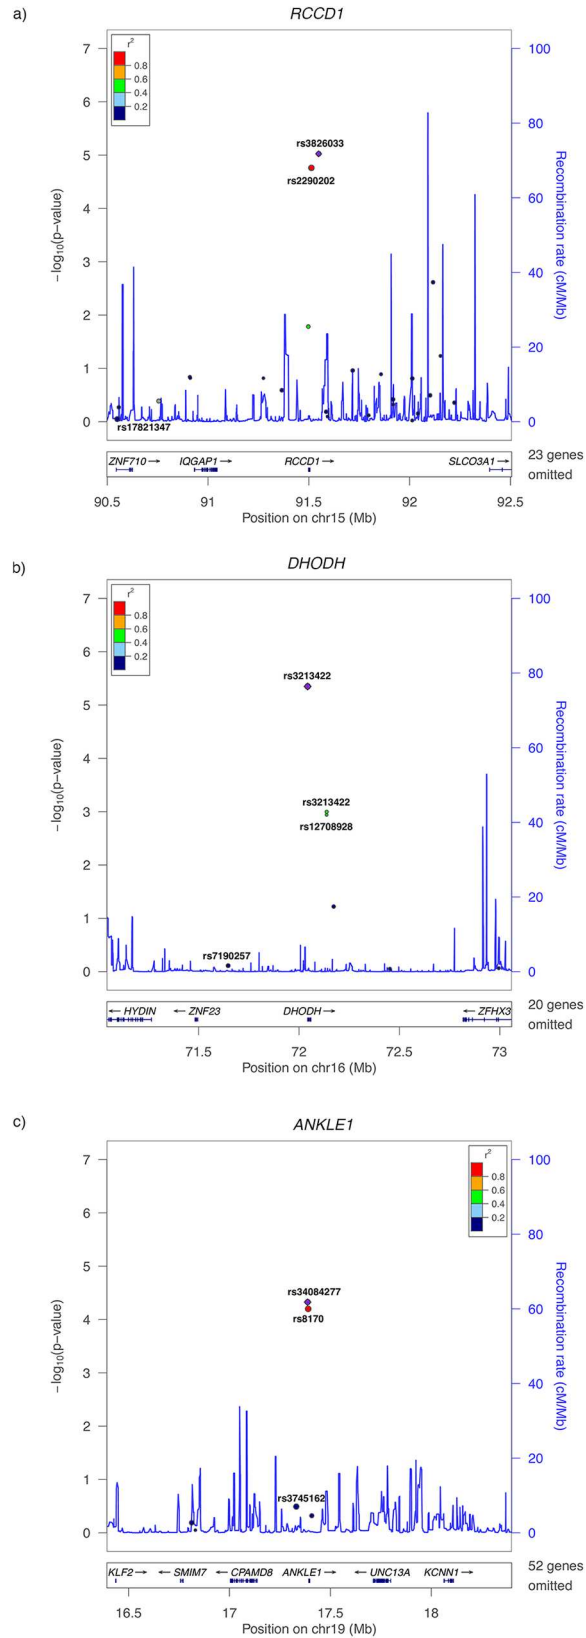 a)
RCCD1
r2
0.8
0.6
0.4
0.2
7
6
5
4
3
2
1
0
−log10(p−value)
100
80
60
40
20
0
Recombination rate (cM/Mb)
rs3826033
rs2290202
rs17821347
ZNF710→ IQGAP1→ RCCD1→ SLCO3A1→
23 genes
omitted
90.5 91 91.5 92 92.5
Position on chr15 (Mb)
b)
DHODH
r2
0.8
0.6
0.4
0.2
7
6
5
4
3
2
1
0
−log10(p−value)
100
80
60
40
20
0
Recombination rate (cM/Mb)
rs3213422
rs3213422
rs12708928
rs7190257
←HYDIN ←ZNF23 DHODH→ ←ZFHX3
20 genes
omitted
71.5 72 72.5 73
Position on chr16 (Mb)
c)
ANKLE1
r2
0.8
0.6
0.4
0.2
7
6
5
4
3
2
1
0
−log10(p−value)
100
80
60
40
20
0
Recombination rate (cM/Mb)
rs34084277
rs8170
rs3745162
KLF2→ ←SMIM7 ←CPAMD8 ANKLE1→ ←UNC13A KCNN1→
52 genes
omitted
16.5 17 17.5 18
Position on chr19 (Mb)